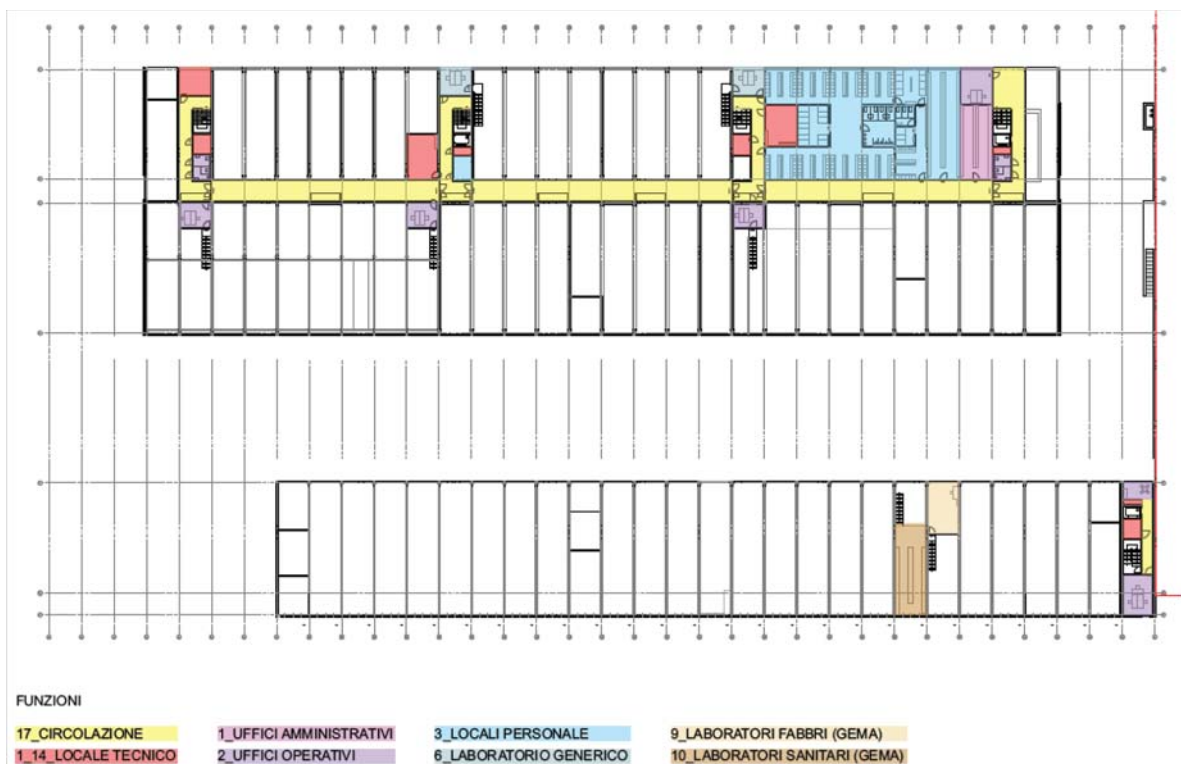 FUNZIONI
17_CIRCOLAZIONE 1_UFFICI AMMINISTRATIVI 3_LOCALI PERSONALE 9_LABORATORI FABBRI (GEMA)
1_14_LOCALE TECNICO 2_UFFICI OPERATIVI 6_LABORATORIO GENERICO 10_LABORATORI SANITARI (GEMA)